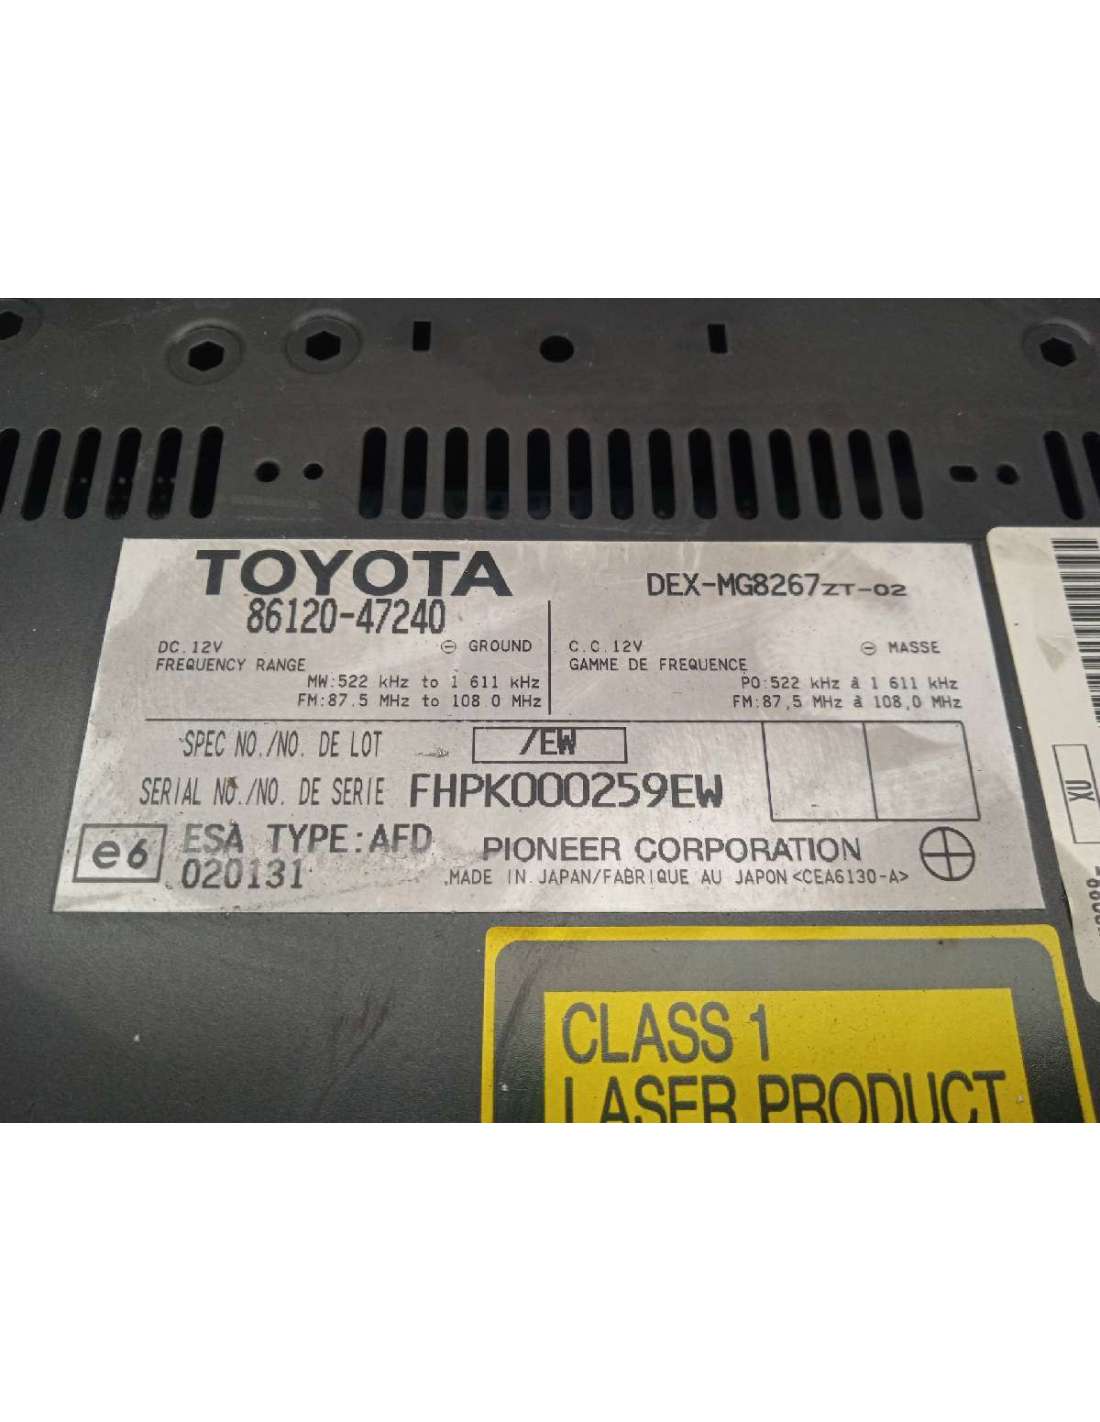 TOYOTA
86120-47240
DEX-MG8267ZT-02
DC.12V ⊖ GROUND
FREQUENCY RANGE
MW:522 kHz to 1 611 kHz
FM:87.5 MHz to 108.0 MHz
C.C.12V ⊖ MASSE
GAMME DE FREQUENCE
PO:522 kHz à 1 611 kHz
FM:87,5 MHz à 108,0 MHz
SPEC NO./NO. DE LOT /EW
SERIAL NO./NO. DE SERIE FHPK000259EW
e6 ESA TYPE:AFD
020131
PIONEER CORPORATION
MADE IN JAPAN/FABRIQUE AU JAPON <CEA6130-A>
XU
CLASS 1
LASER PRODUCT